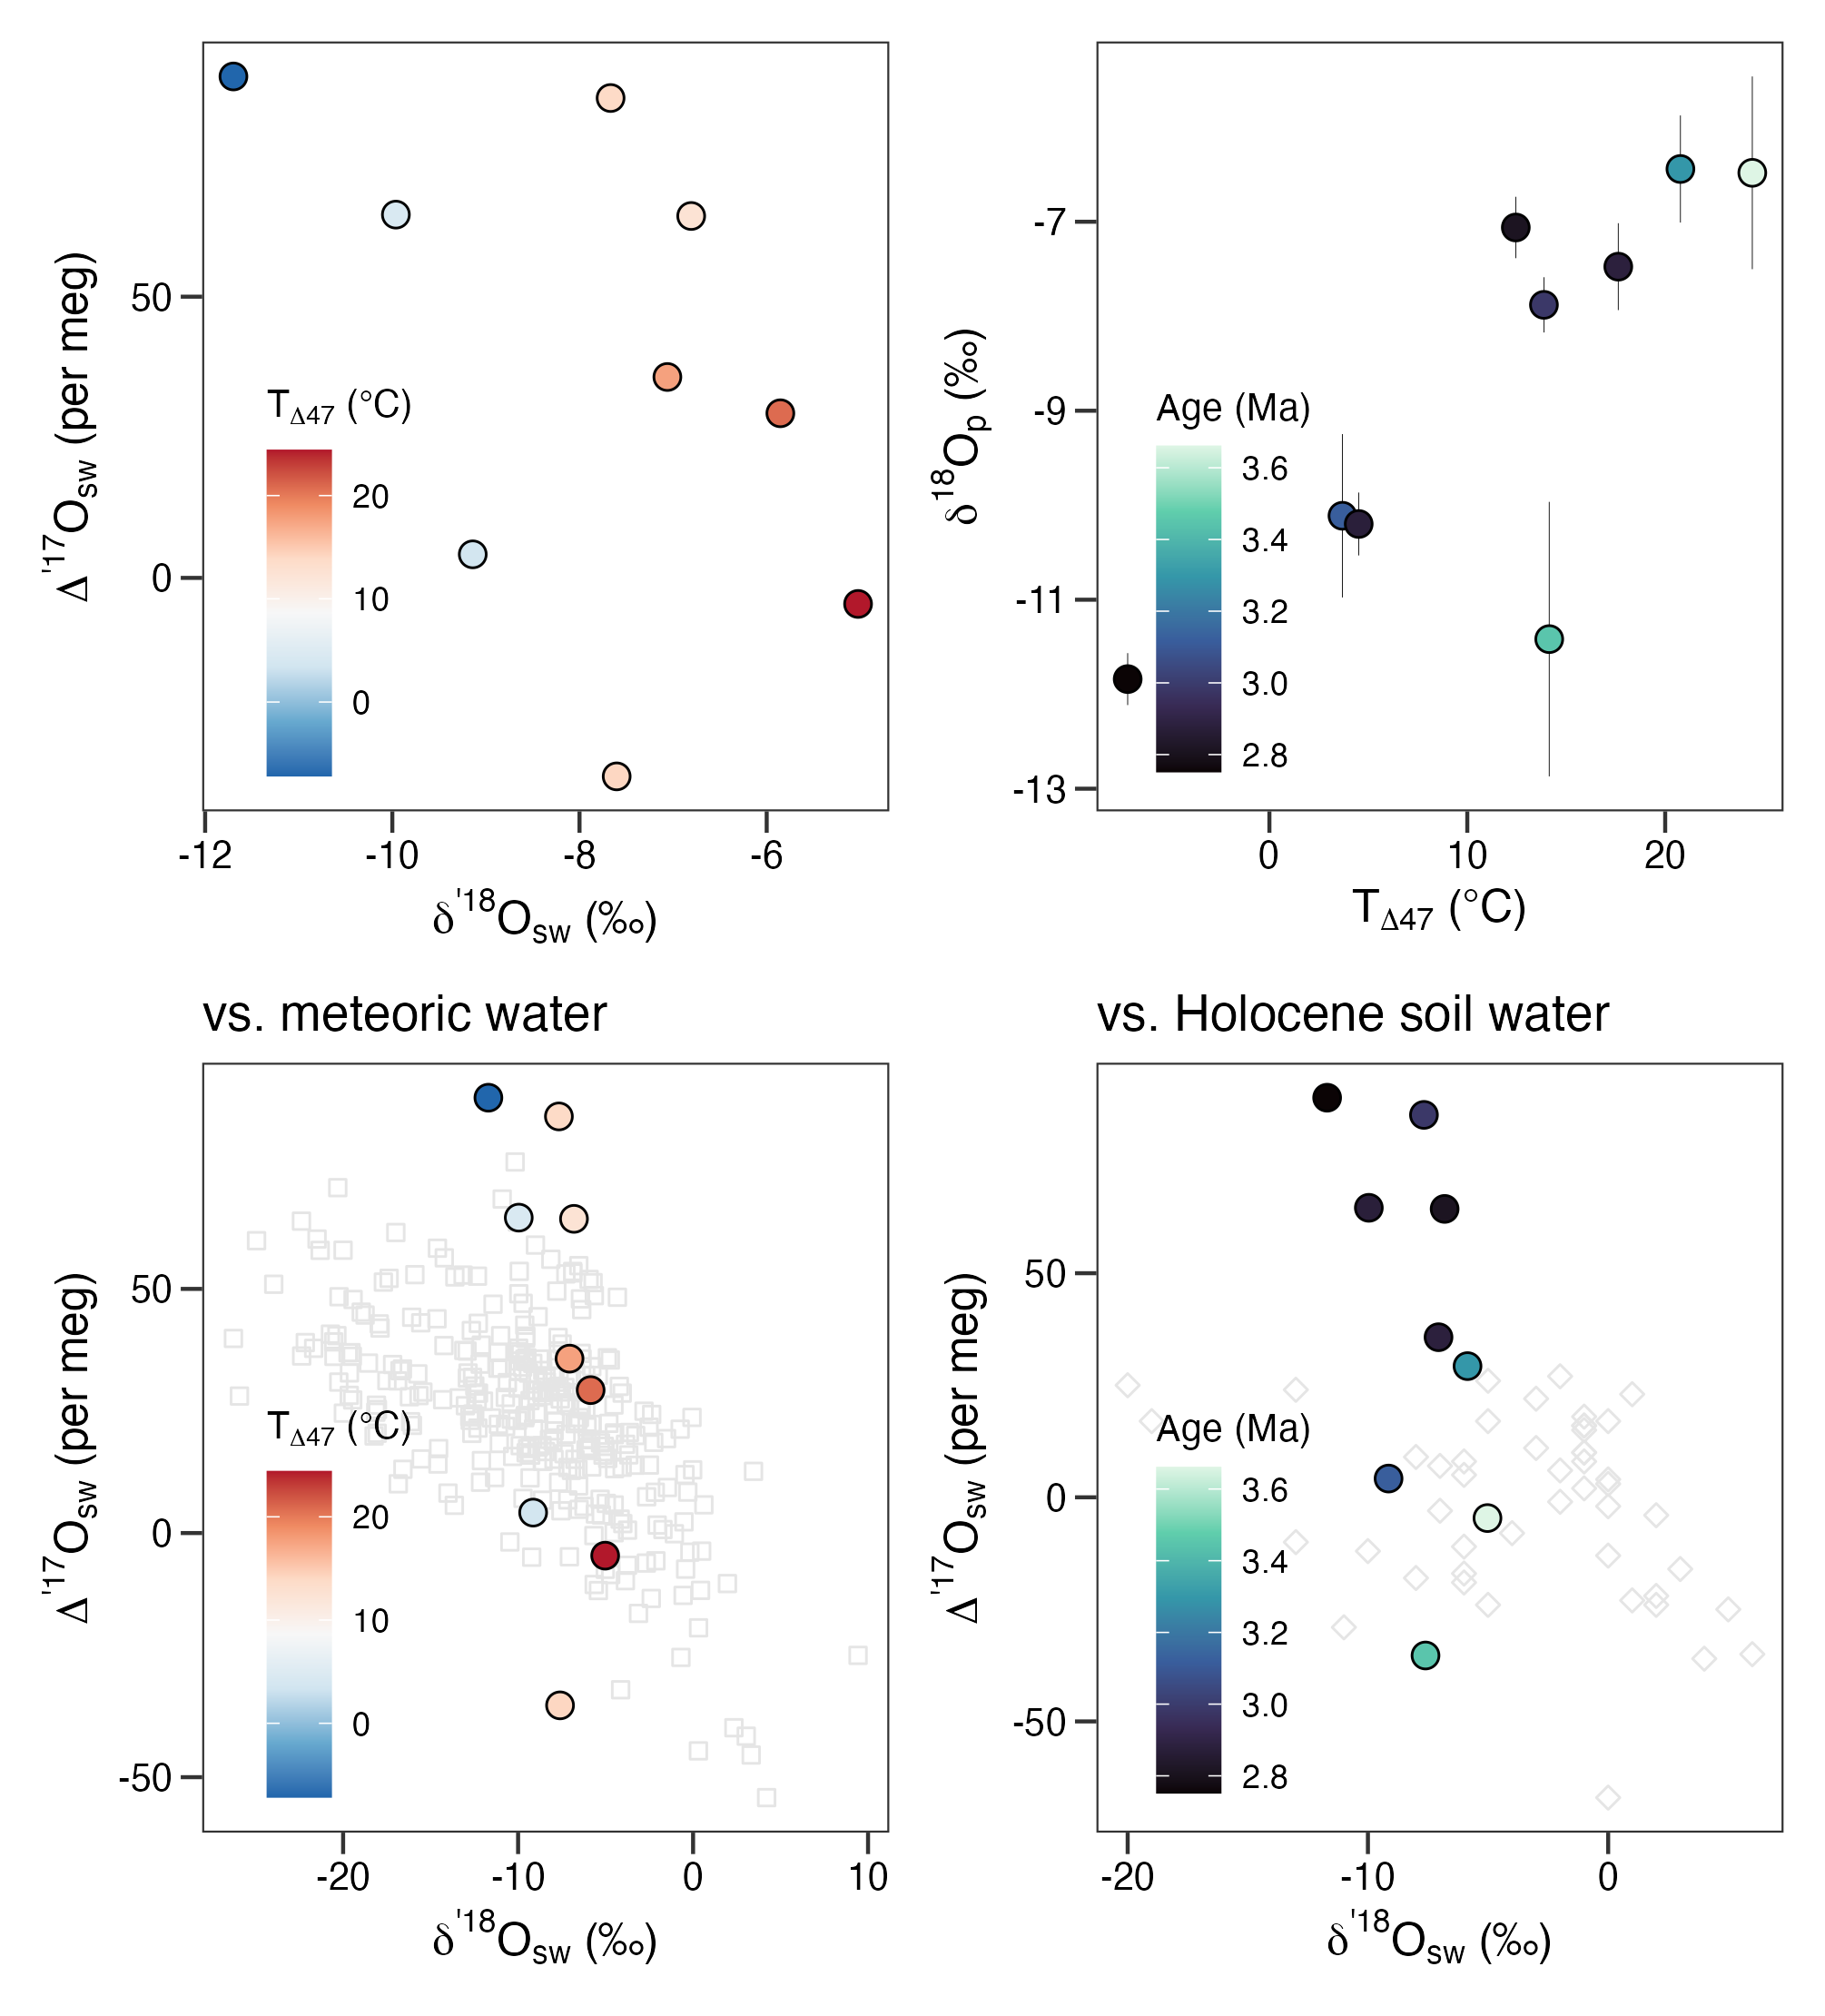 Δ'17Osw (per meg)
50
0
TΔ47 (°C)
20
10
0
-12 -10 -8 -6
δ'18Osw (‰)
δ18Op (‰)
-7
-9
-11
-13
Age (Ma)
3.6
3.4
3.2
3.0
2.8
0 10 20
TΔ47 (°C)
vs. meteoric water
Δ'17Osw (per meg)
50
0
-50
TΔ47 (°C)
20
10
0
-20 -10 0 10
δ'18Osw (‰)
vs. Holocene soil water
Δ'17Osw (per meg)
50
0
-50
Age (Ma)
3.6
3.4
3.2
3.0
2.8
-20 -10 0
δ'18Osw (‰)